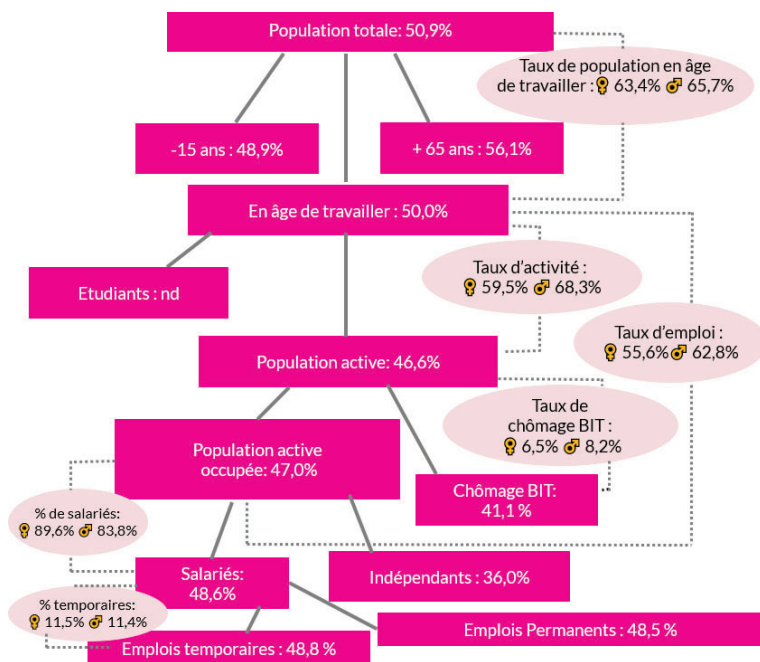 Population totale: 50,9%
Taux de population en âge
de travailler : 63,4% 65,7%
-15 ans : 48,9%
+ 65 ans : 56,1%
En âge de travailler : 50,0%
Taux d'activité :
59,5% 68,3%
Etudiants : nd
Taux d'emploi :
55,6% 62,8%
Population active: 46,6%
Taux de
chômage BIT :
6,5% 8,2%
Population active
occupée: 47,0%
Chômage BIT:
41,1 %
% de salariés:
89,6% 83,8%
Salariés:
48,6%
Indépendants : 36,0%
% temporaires:
11,5% 11,4%
Emplois Permanents : 48,5 %
Emplois temporaires : 48,8 %